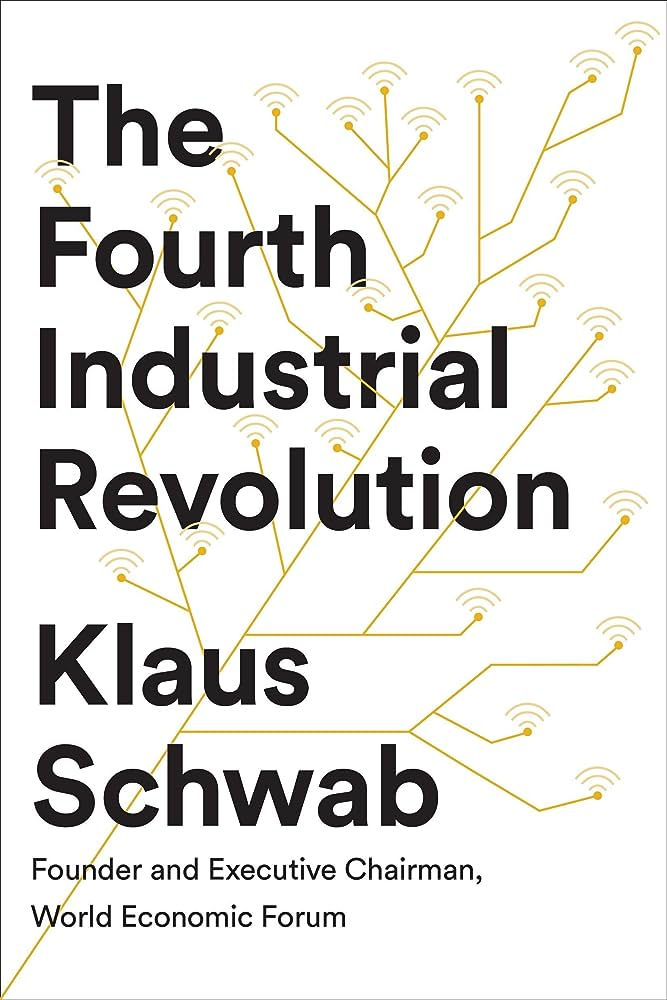 The
Fourth
Industrial
Revolution
Klaus
Schwab
Founder and Executive Chairman,
World Economic Forum